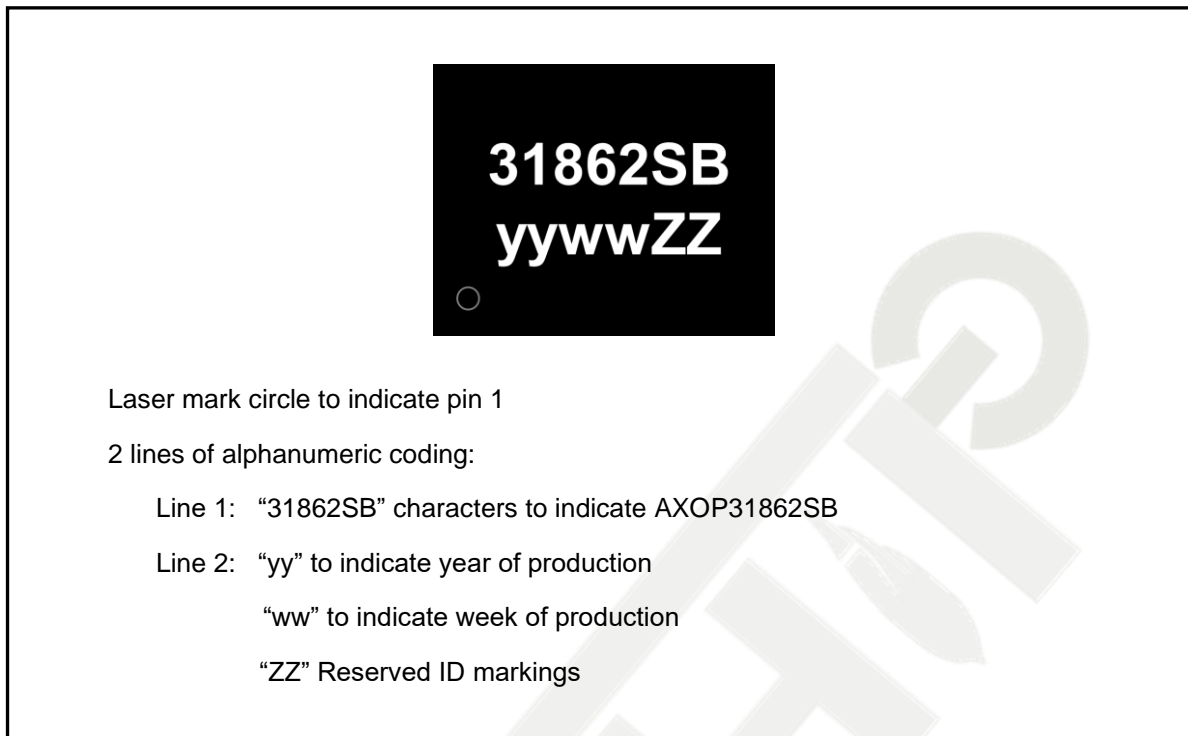 31862SB
yywwZZ
Laser mark circle to indicate pin 1
2 lines of alphanumeric coding:
Line 1: “31862SB” characters to indicate AXOP31862SB
Line 2: “yy” to indicate year of production
“ww” to indicate week of production
“ZZ” Reserved ID markings